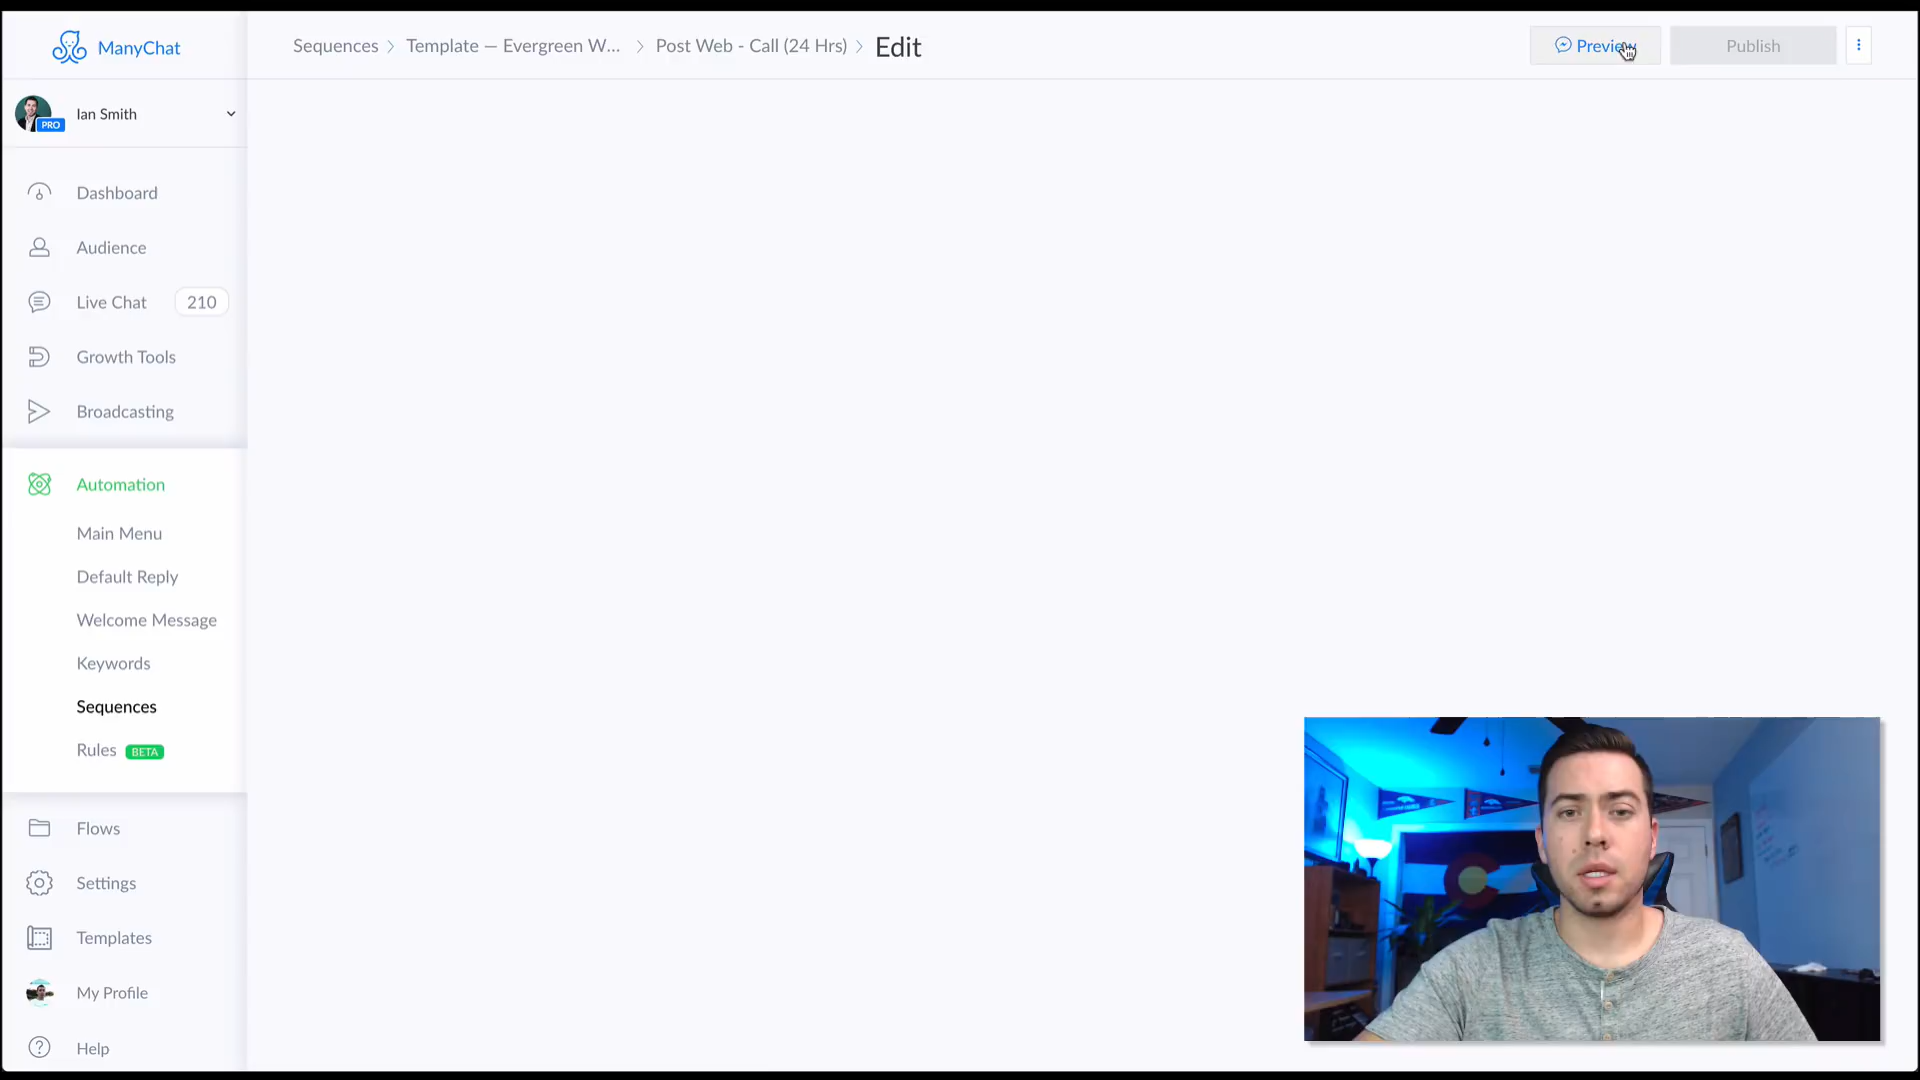 ManyChat
Sequences > Template — Evergreen W... > Post Web - Call (24 Hrs) > Edit
Preview
Publish
PRO
Ian Smith
Dashboard
Audience
Live Chat 210
Growth Tools
Broadcasting
Automation
Main Menu
Default Reply
Welcome Message
Keywords
Sequences
Rules BETA
Flows
Settings
Templates
My Profile
Help